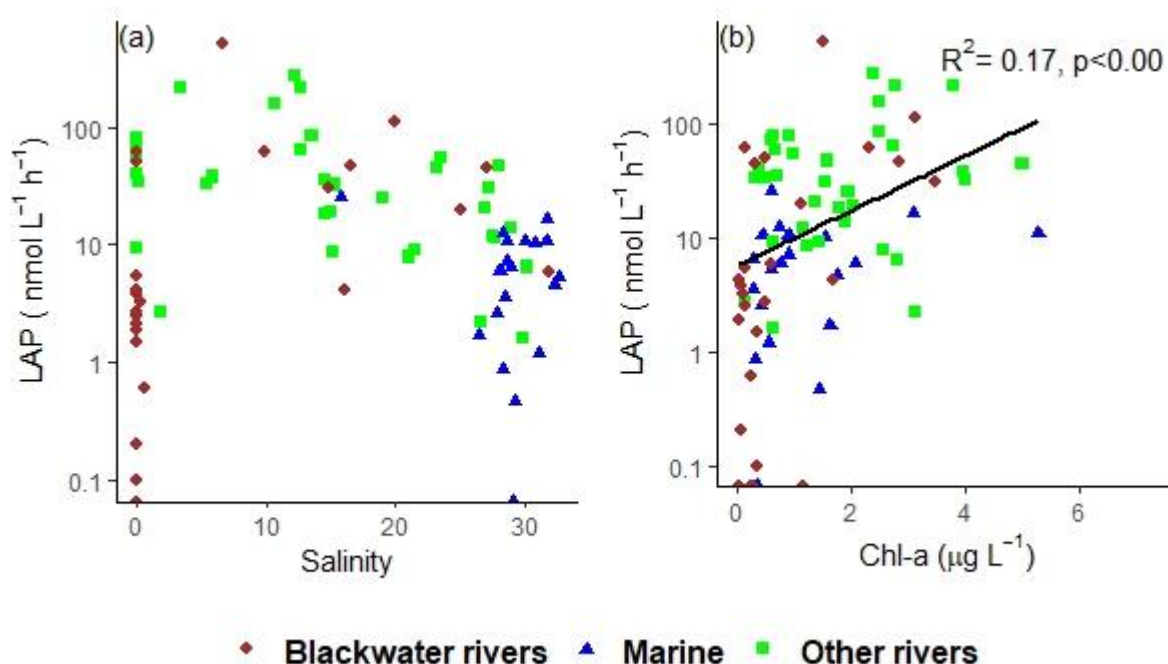 (a)
LAP ( nmol L⁻¹ h⁻¹)
100
10
1
0.1
0 10 20 30
Salinity
(b)
R²= 0.17, p<0.00
LAP ( nmol L⁻¹ h⁻¹)
100
10
1
0.1
0 2 4 6
Chl-a (μg L⁻¹)
Blackwater rivers Marine Other rivers